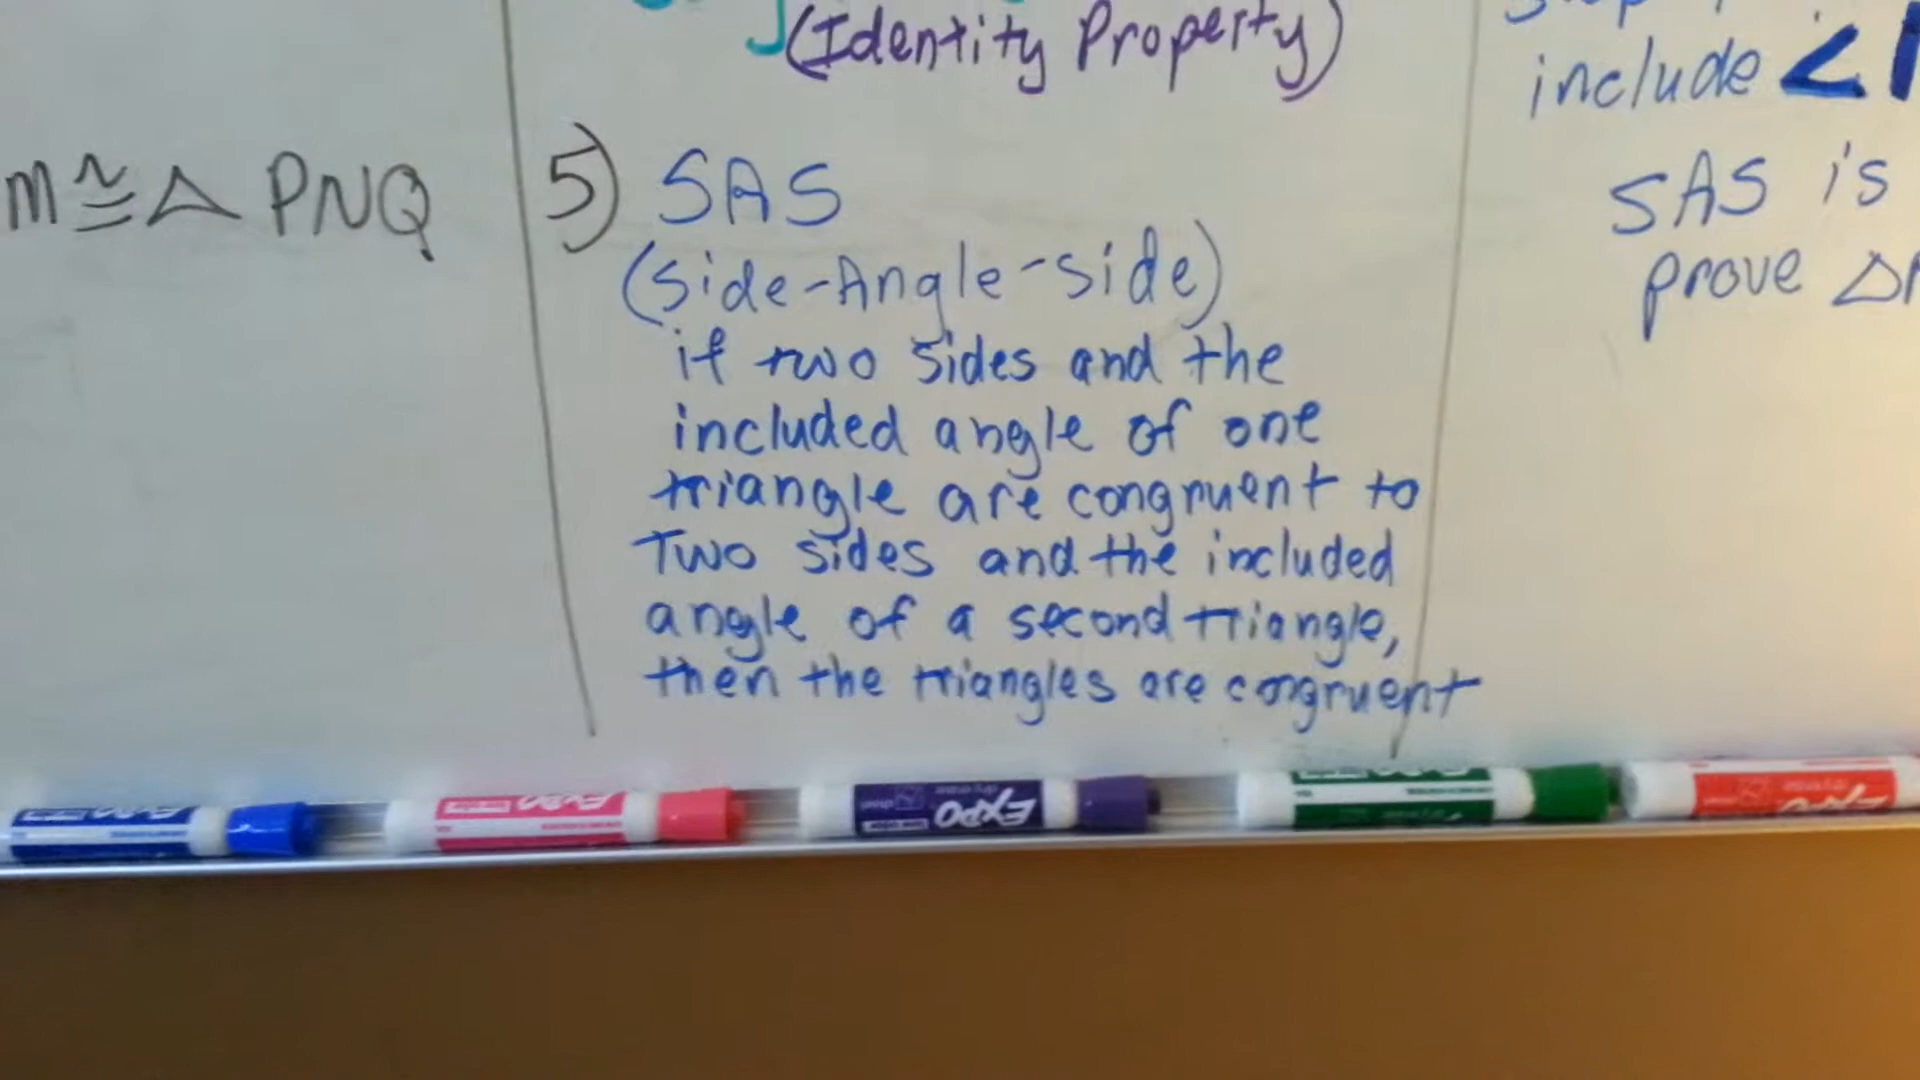 (Identity Property)
include <
m ≅ △ PNQ
5) SAS
(side-Angle-side)
if two sides and the
included angle of one
triangle are congruent to
Two sides and the included
angle of a second triangle,
then the triangles are congruent
SAS is
prove △
EXPO
EXPO
EXPO